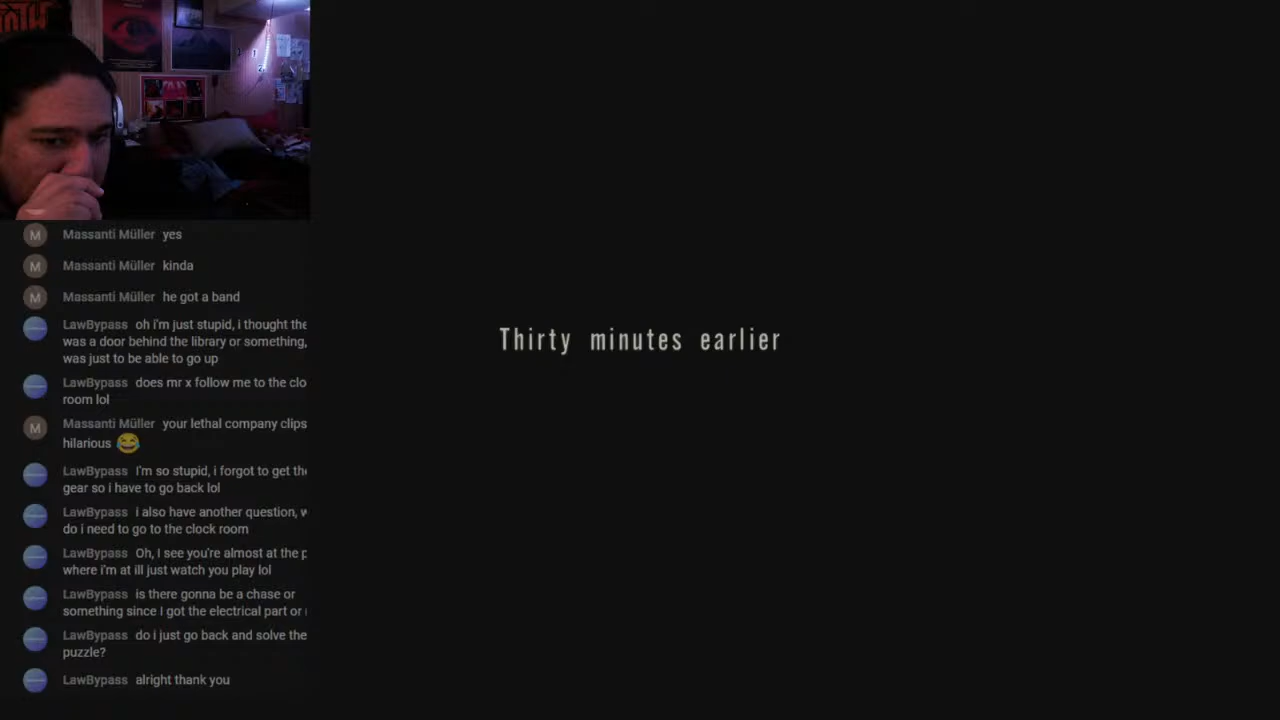 M Massanti Müller yes
M Massanti Müller kinda
M Massanti Müller he got a band
LawBypass oh i'm just stupid, i thought the
was a door behind the library or something,
was just to be able to go up
LawBypass does mr x follow me to the clo
room lol
M Massanti Müller your lethal company clips
hilarious 😂
LawBypass I'm so stupid, i forgot to get the
gear so i have to go back lol
LawBypass i also have another question, w
do i need to go to the clock room
LawBypass Oh, I see you're almost at the p
where i'm at ill just watch you play lol
LawBypass is there gonna be a chase or
something since I got the electrical part or
LawBypass do i just go back and solve the
puzzle?
LawBypass alright thank you
Thirty minutes earlier